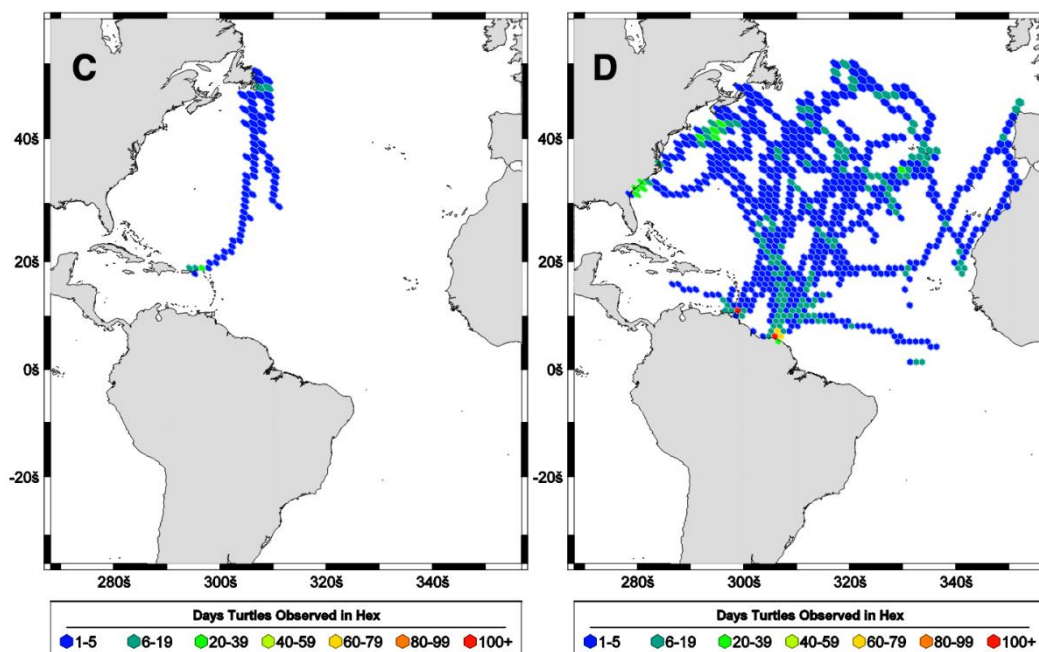 C
40š
20š
0š
-20š
280š 300š 320š 340š
Days Turtles Observed in Hex
1-5 6-19 20-39 40-59 60-79 80-99 100+
D
40š
20š
0š
-20š
280š 300š 320š 340š
Days Turtles Observed in Hex
1-5 6-19 20-39 40-59 60-79 80-99 100+